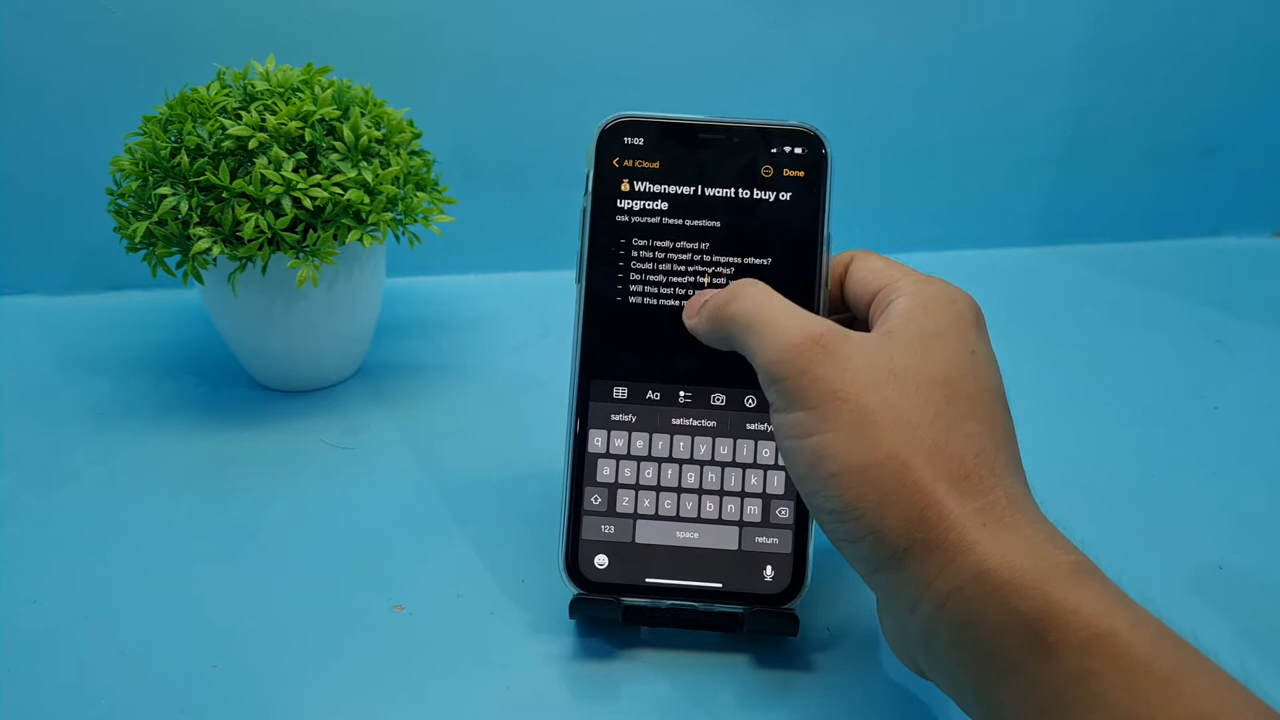 11:02
All iCloud
Done
💰Whenever I want to buy or
upgrade
ask yourself these questions
– Can I really afford it?
– Is this for myself or to impress others?
– Could I still live without this?
– Do I really need
– Will this last for a
– Will this make
Aa
satisfy satisfaction
q w e r t y u i o
a s d f g h j k l
z x c v b n m
123 space return